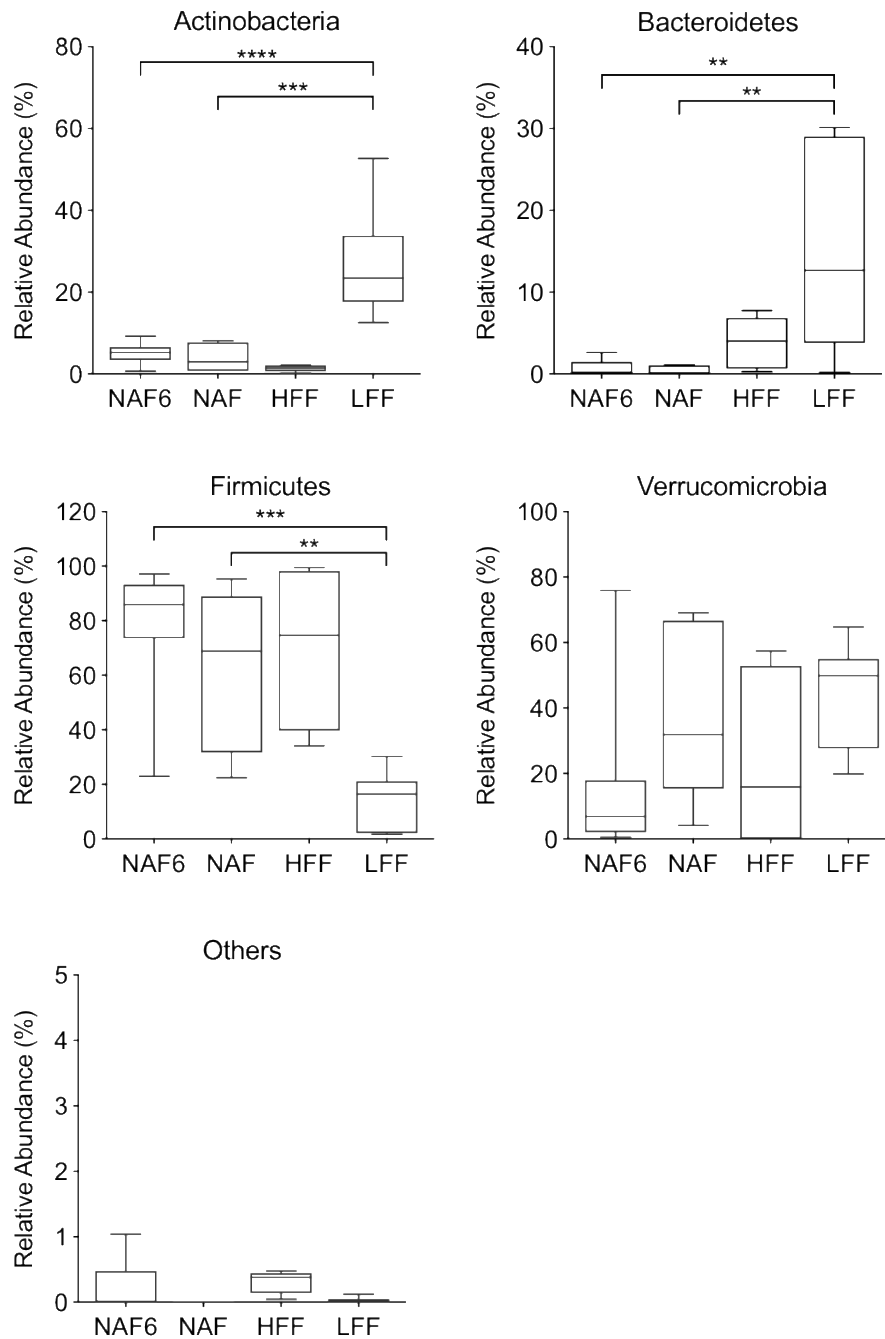 Actinobacteria
Relative Abundance (%)
80
60
40
20
0
****
***
NAF6 NAF HFF LFF
Bacteroidetes
Relative Abundance (%)
40
30
20
10
0
**
**
NAF6 NAF HFF LFF
Firmicutes
Relative Abundance (%)
120
100
80
60
40
20
0
***
**
NAF6 NAF HFF LFF
Verrucomicrobia
Relative Abundance (%)
100
80
60
40
20
0
NAF6 NAF HFF LFF
Others
Relative Abundance (%)
5
4
3
2
1
0
NAF6 NAF HFF LFF